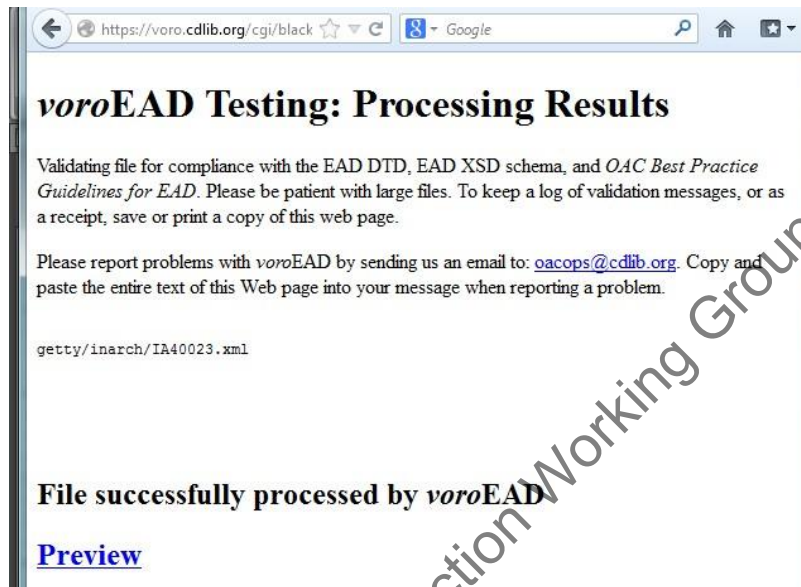 https://voro.cdlib.org/cgi/black
8 Google
voroEAD Testing: Processing Results
Validating file for compliance with the EAD DTD, EAD XSD schema, and OAC Best Practice
Guidelines for EAD. Please be patient with large files. To keep a log of validation messages, or as
a receipt, save or print a copy of this web page.
Please report problems with voroEAD by sending us an email to: oacops@cdlib.org. Copy and
paste the entire text of this Web page into your message when reporting a problem.
getty/inarch/IA40023.xml
File successfully processed by voroEAD
Preview
Working